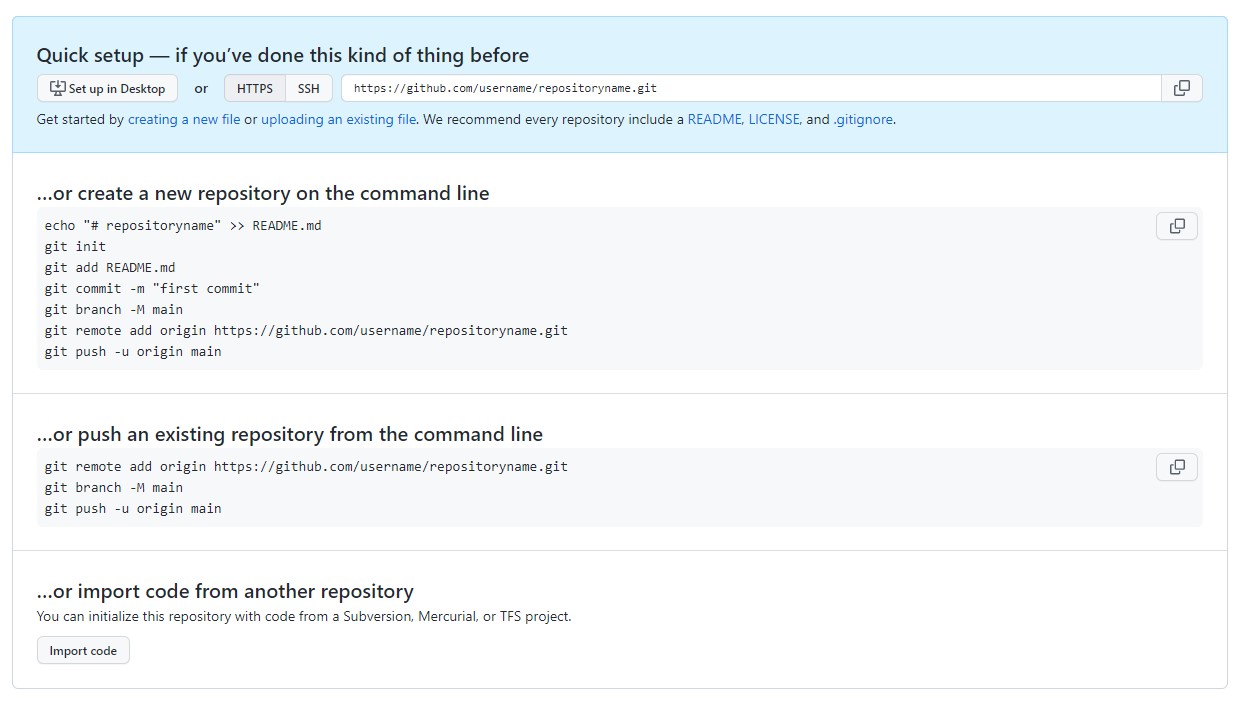 Quick setup — if you’ve done this kind of thing before
Set up in Desktop or HTTPS SSH https://github.com/username/repositoryname.git
Get started by creating a new file or uploading an existing file. We recommend every repository include a README, LICENSE, and .gitignore.
…or create a new repository on the command line
echo "# repositoryname" >> README.md
git init
git add README.md
git commit -m "first commit"
git branch -M main
git remote add origin https://github.com/username/repositoryname.git
git push -u origin main
…or push an existing repository from the command line
git remote add origin https://github.com/username/repositoryname.git
git branch -M main
git push -u origin main
…or import code from another repository
You can initialize this repository with code from a Subversion, Mercurial, or TFS project.
Import code